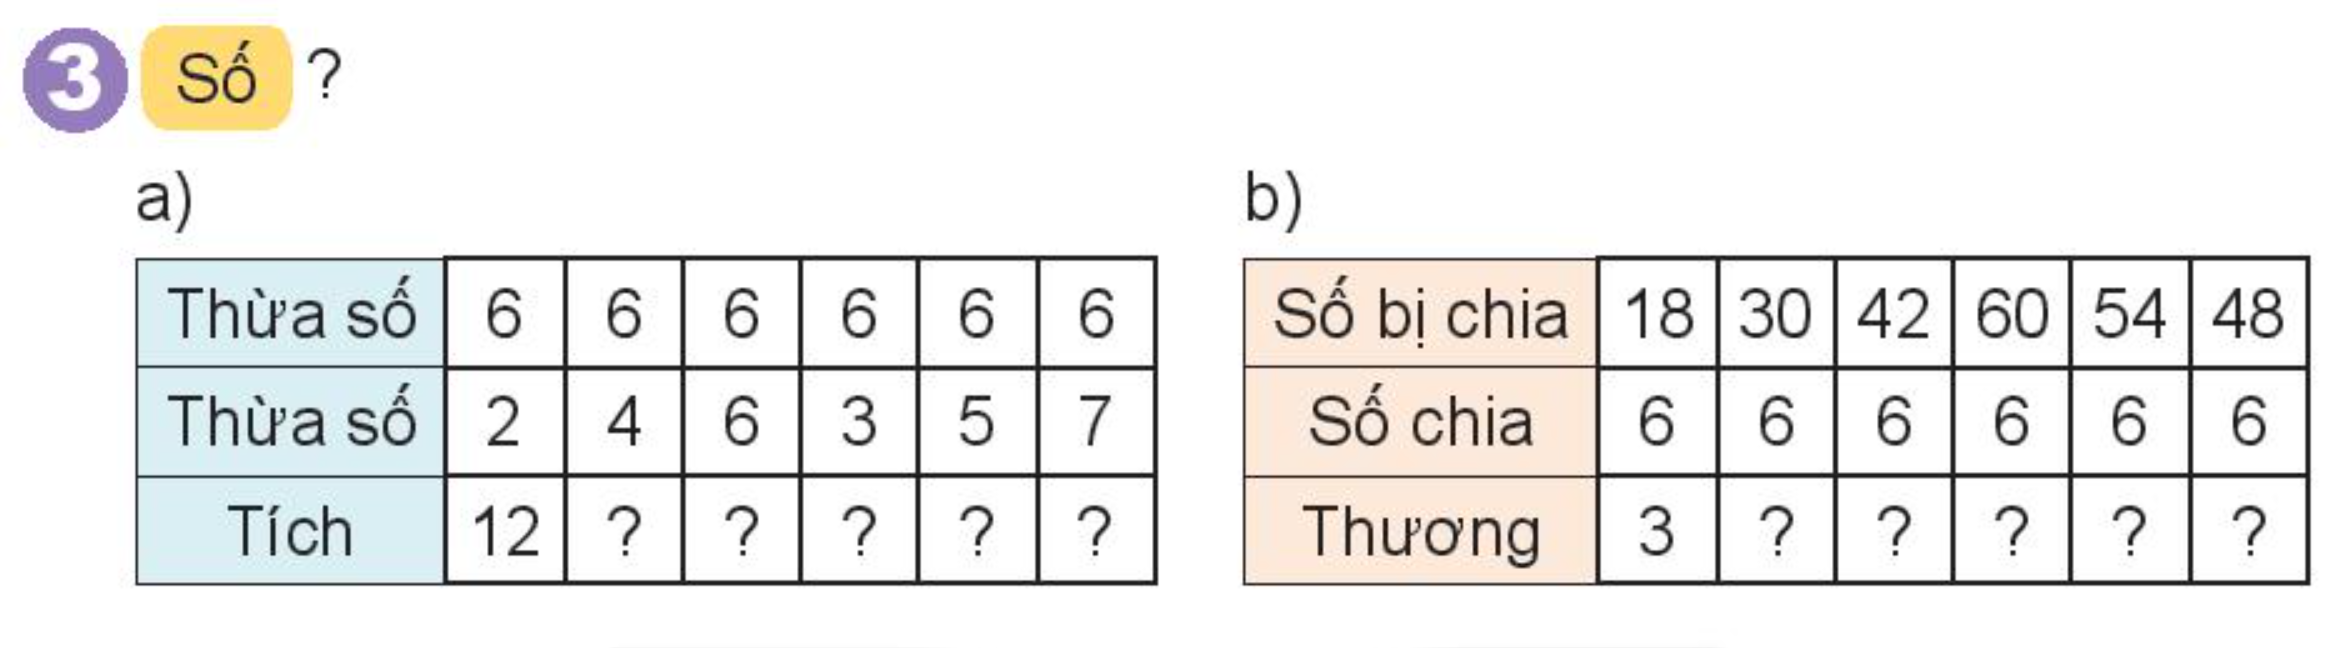 3 Số ?
a)
Thừa số 6 6 6 6 6 6
Thừa số 2 4 6 3 5 7
Tích 12 ? ? ? ? ?
b)
Số bị chia 18 30 42 60 54 48
Số chia 6 6 6 6 6 6
Thương 3 ? ? ? ? ?